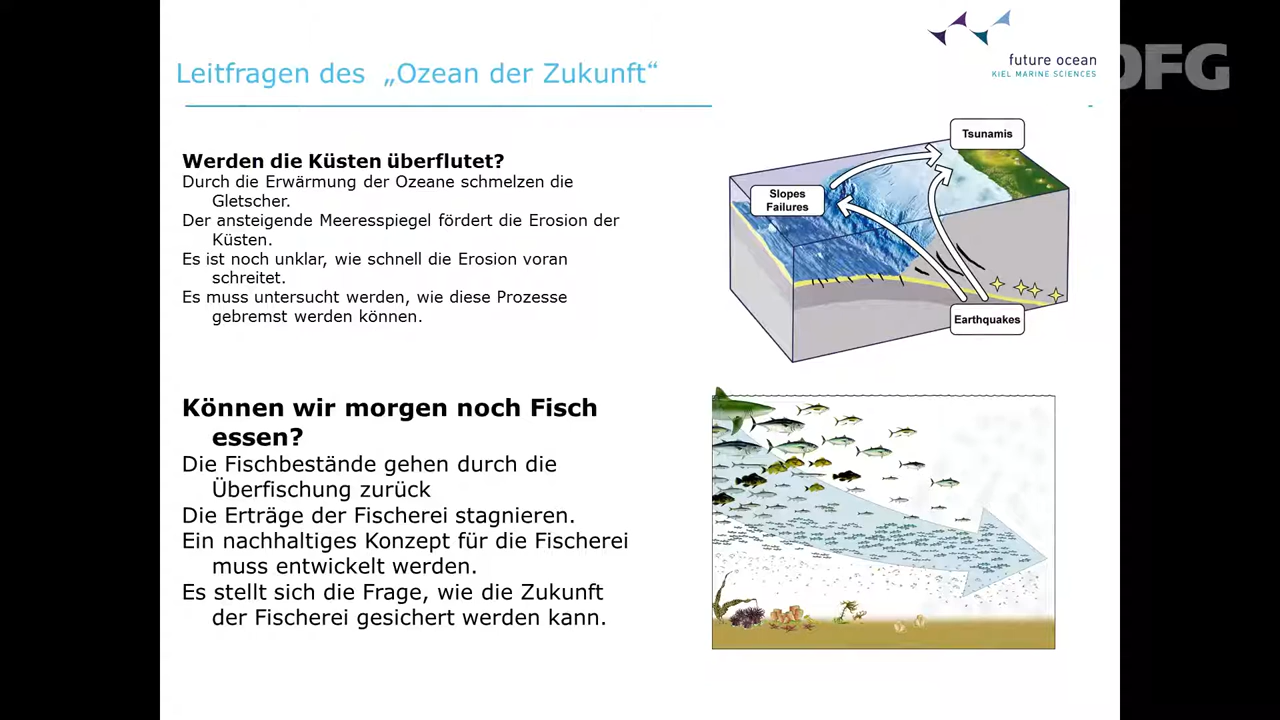 Leitfragen des „Ozean der Zukunft“
future ocean
KIEL MARINE SCIENCES
DFG
Werden die Küsten überflutet?
Durch die Erwärmung der Ozeane schmelzen die
Gletscher.
Der ansteigende Meeresspiegel fördert die Erosion der
Küsten.
Es ist noch unklar, wie schnell die Erosion voran
schreitet.
Es muss untersucht werden, wie diese Prozesse
gebremst werden können.
Tsunamis
Slopes
Failures
Earthquakes
Können wir morgen noch Fisch
essen?
Die Fischbestände gehen durch die
Überfischung zurück
Die Erträge der Fischerei stagnieren.
Ein nachhaltiges Konzept für die Fischerei
muss entwickelt werden.
Es stellt sich die Frage, wie die Zukunft
der Fischerei gesichert werden kann.